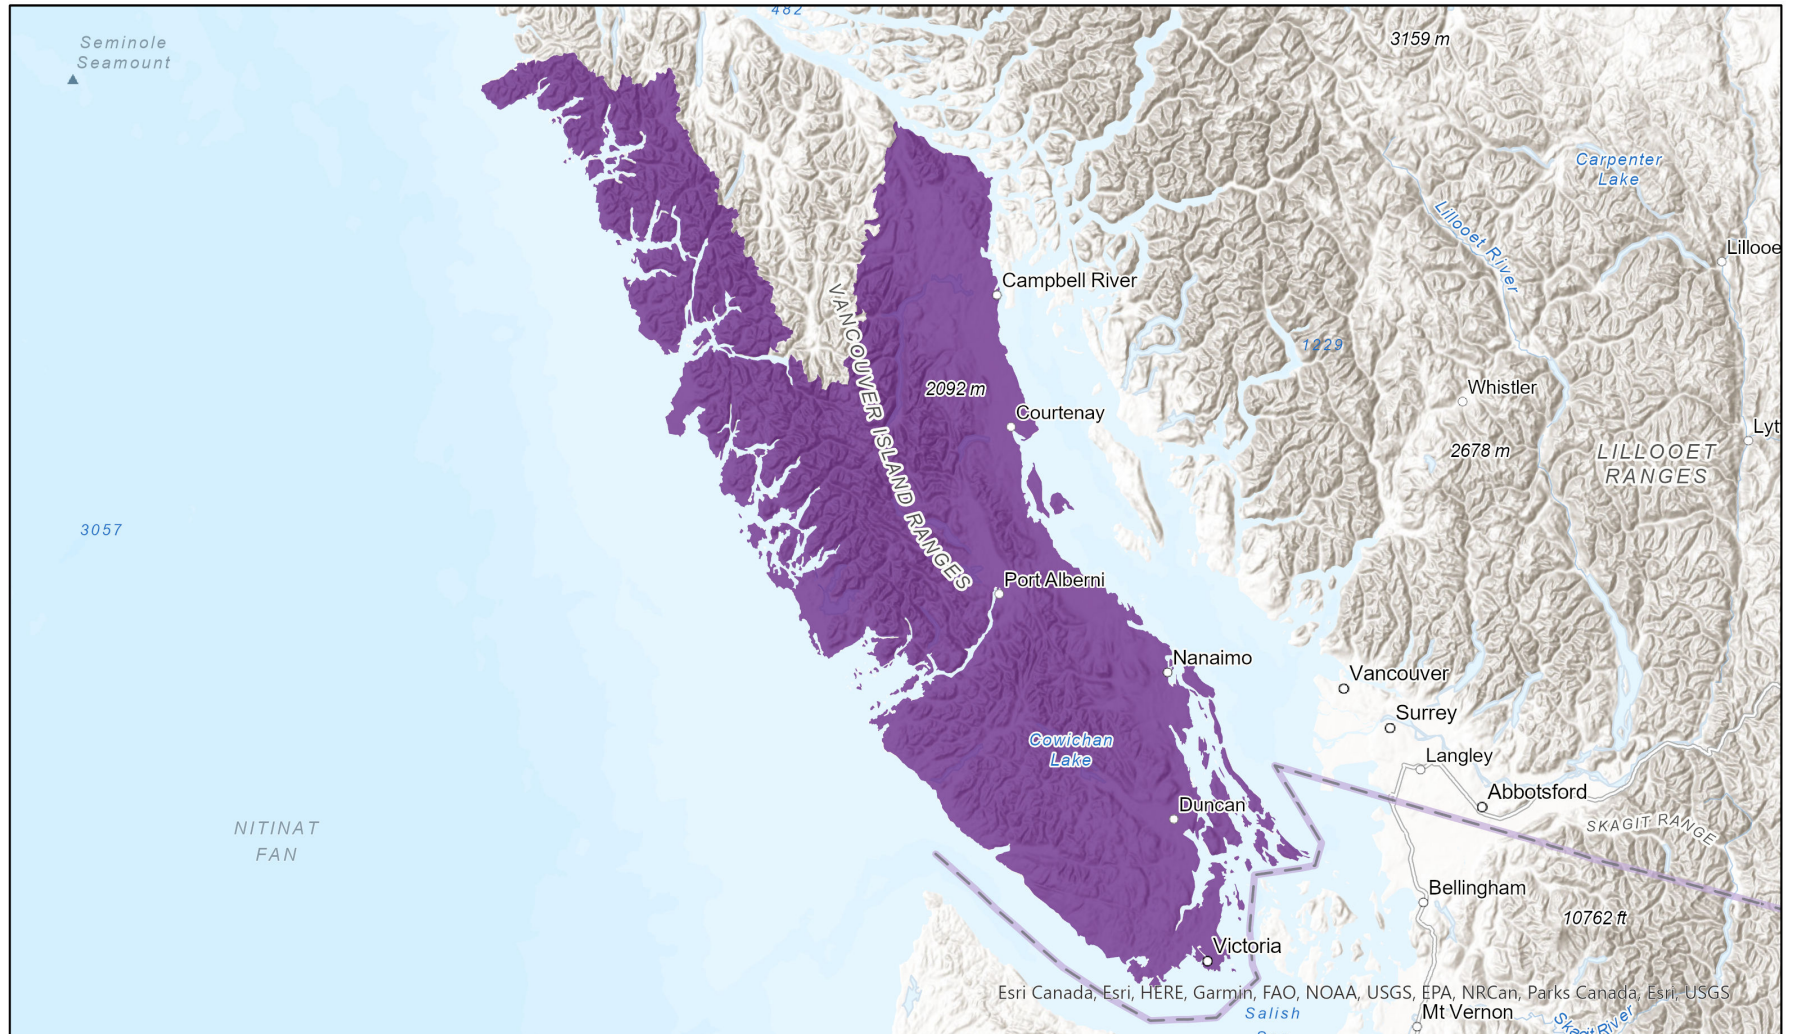 482
Seminole
Seamount
3159 m
Carpenter
Lake
Lillooet River
Lillooe
Campbell River
VANCOUVER ISLAND RANGES
1229
2092 m
Whistler
Courtenay
Lyt
2678 m
LILLOOET
RANGES
3057
Port Alberni
Nanaimo
Vancouver
Surrey
Cowichan
Lake
Langley
Abbotsford
Duncan
NITINAT
FAN
SKAGIT RANGE
Bellingham
10762 ft
Victoria
Esri Canada, Esri, HERE, Garmin, FAO, NOAA, USGS, EPA, NRCan, Parks Canada, Esri, USGS
Salish
Mt Vernon
Skagit River